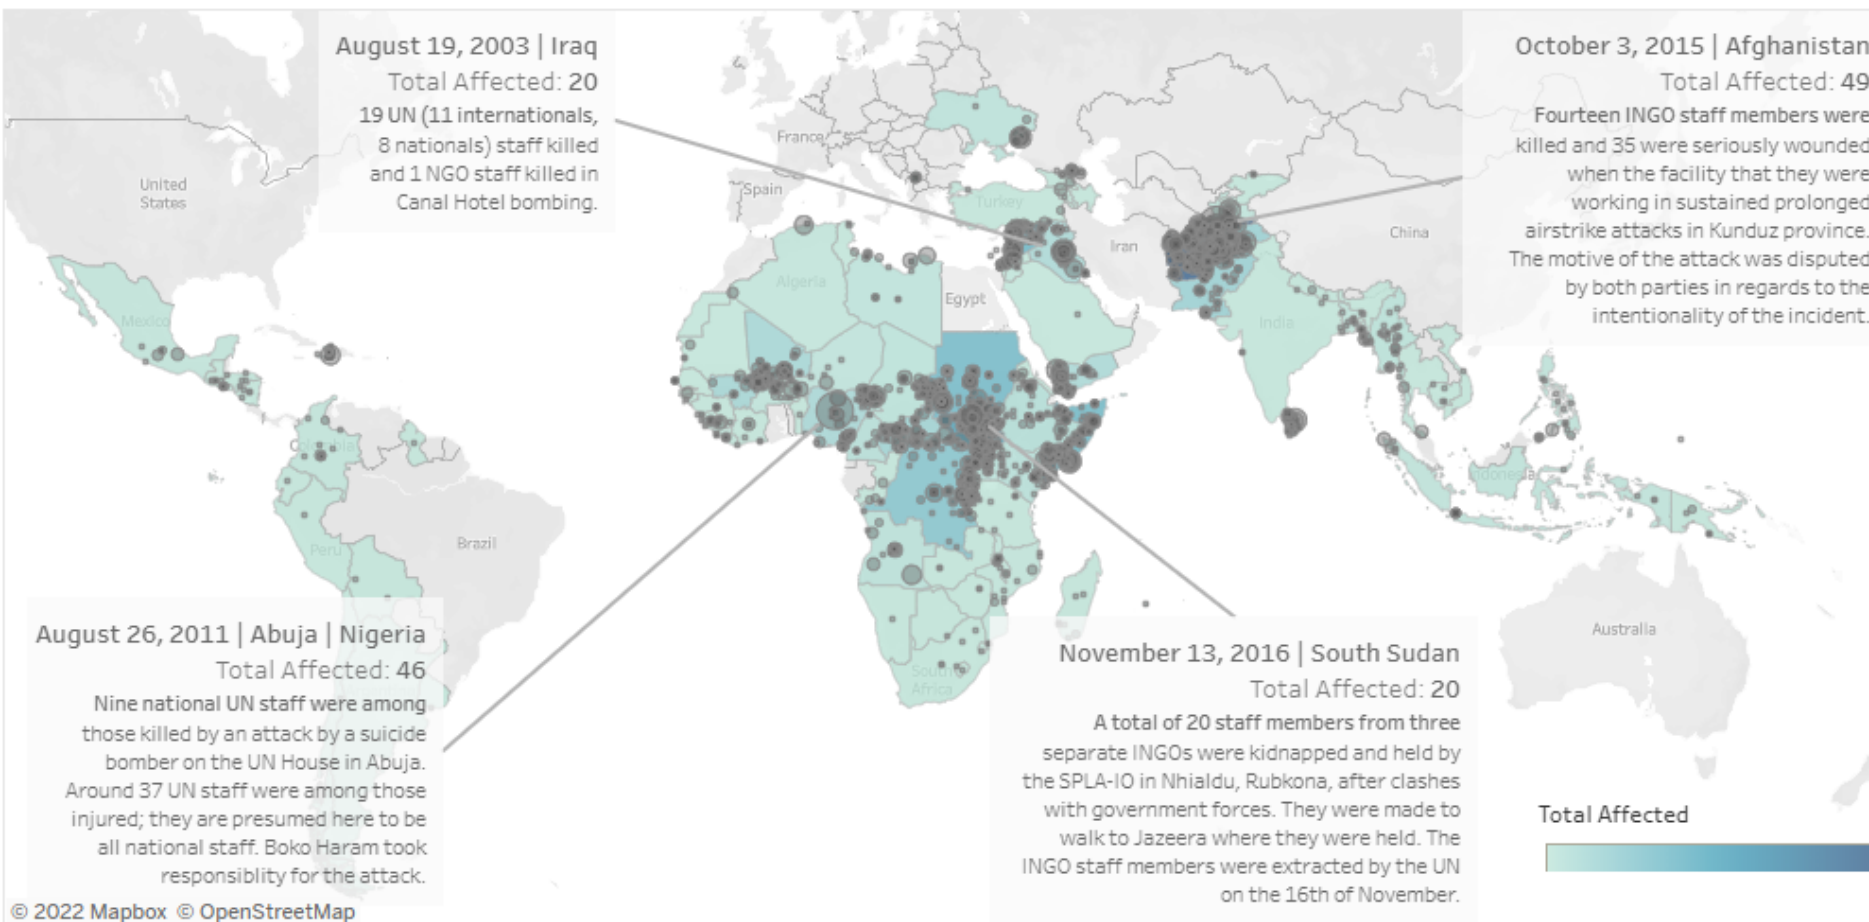 August 19, 2003 | Iraq
Total Affected: 20
19 UN (11 internationals,
8 nationals) staff killed
and 1 NGO staff killed in
Canal Hotel bombing.
October 3, 2015 | Afghanistan
Total Affected: 49
Fourteen INGO staff members were
killed and 35 were seriously wounded
when the facility that they were
working in sustained prolonged
airstrike attacks in Kunduz province.
The motive of the attack was disputed
by both parties in regards to the
intentionality of the incident.
United
States
France
Spain
Turkey
Iran
China
Algeria
Egypt
Mexico
India
Colombia
Indonesia
Peru
Brazil
Australia
South
Africa
August 26, 2011 | Abuja | Nigeria
Total Affected: 46
Nine national UN staff were among
those killed by an attack by a suicide
bomber on the UN House in Abuja.
Around 37 UN staff were among those
injured; they are presumed here to be
all national staff. Boko Haram took
responsiblity for the attack.
November 13, 2016 | South Sudan
Total Affected: 20
A total of 20 staff members from three
separate INGOs were kidnapped and held by
the SPLA-IO in Nhialdu, Rubkona, after clashes
with government forces. They were made to
walk to Jazeera where they were held. The
INGO staff members were extracted by the UN
on the 16th of November.
Total Affected
© 2022 Mapbox © OpenStreetMap